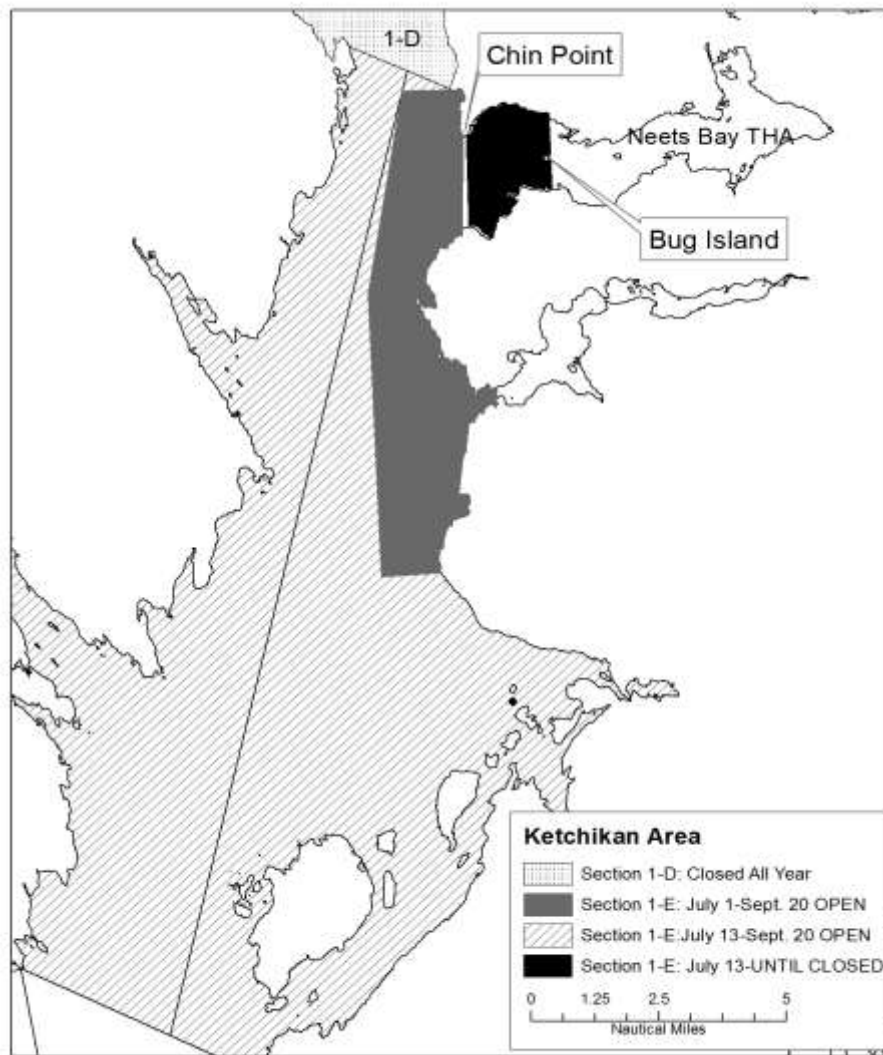 1-D
Chin Point
Neets Bay THA
Bug Island
Ketchikan Area
Section 1-D: Closed All Year
Section 1-E: July 1-Sept. 20 OPEN
Section 1-E:July 13-Sept. 20 OPEN
Section 1-E: July 13-UNTIL CLOSED
0 1.25 2.5 5
Nautical Miles